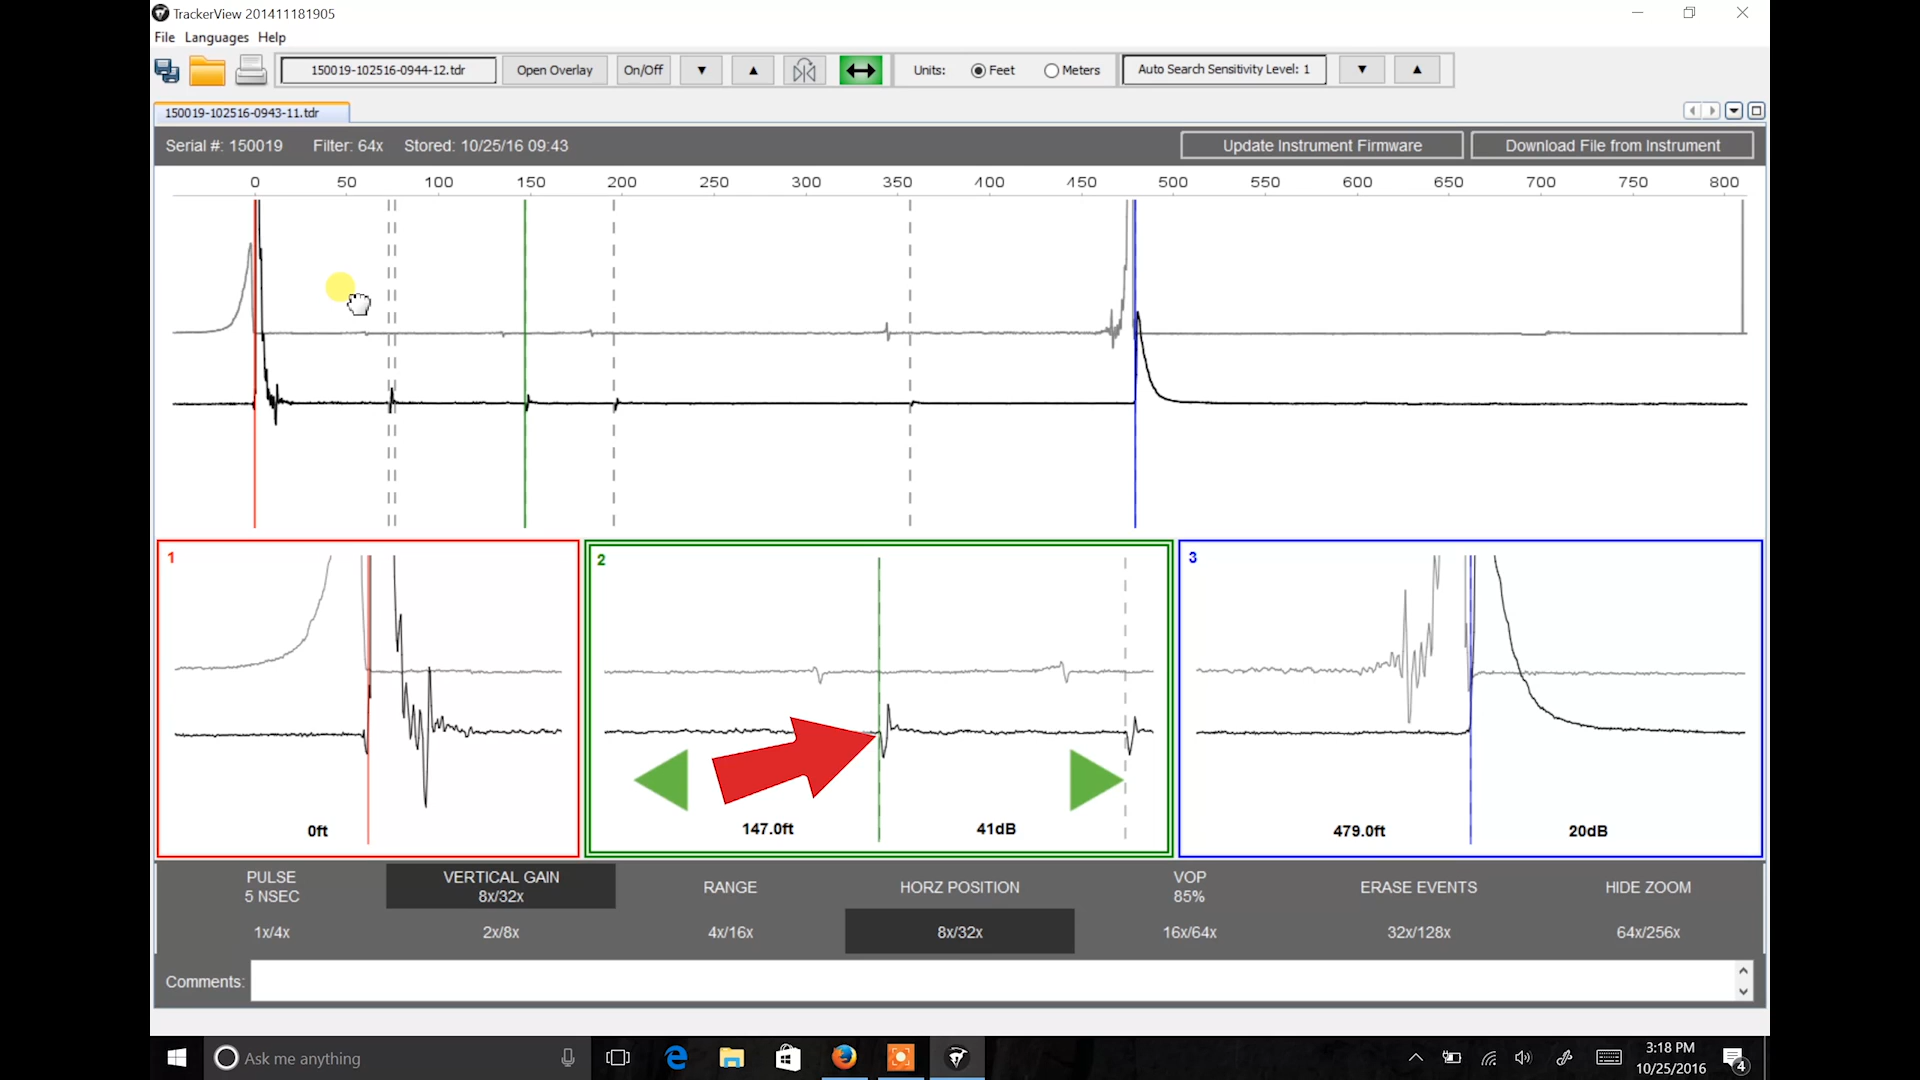 TrackerView 201411181905
File Languages Help
150019-102516-0944-12.tdr Open Overlay On/Off ▼ ▲ Units: Feet Meters Auto Search Sensitivity Level: 1 ▼ ▲
150019-102516-0943-11.tdr
Serial #: 150019 Filter: 64x Stored: 10/25/16 09:43 Update Instrument Firmware Download File from Instrument
0 50 100 150 200 250 300 350 400 450 500 550 600 650 700 750 800
1 2 3
0ft 147.0ft 41dB 479.0ft 20dB
PULSE VERTICAL GAIN RANGE HORZ POSITION VOP ERASE EVENTS HIDE ZOOM
5 NSEC 8x/32x 85%
1x/4x 2x/8x 4x/16x 8x/32x 16x/64x 32x/128x 64x/256x
Comments:
Ask me anything
3:18 PM
10/25/2016
4